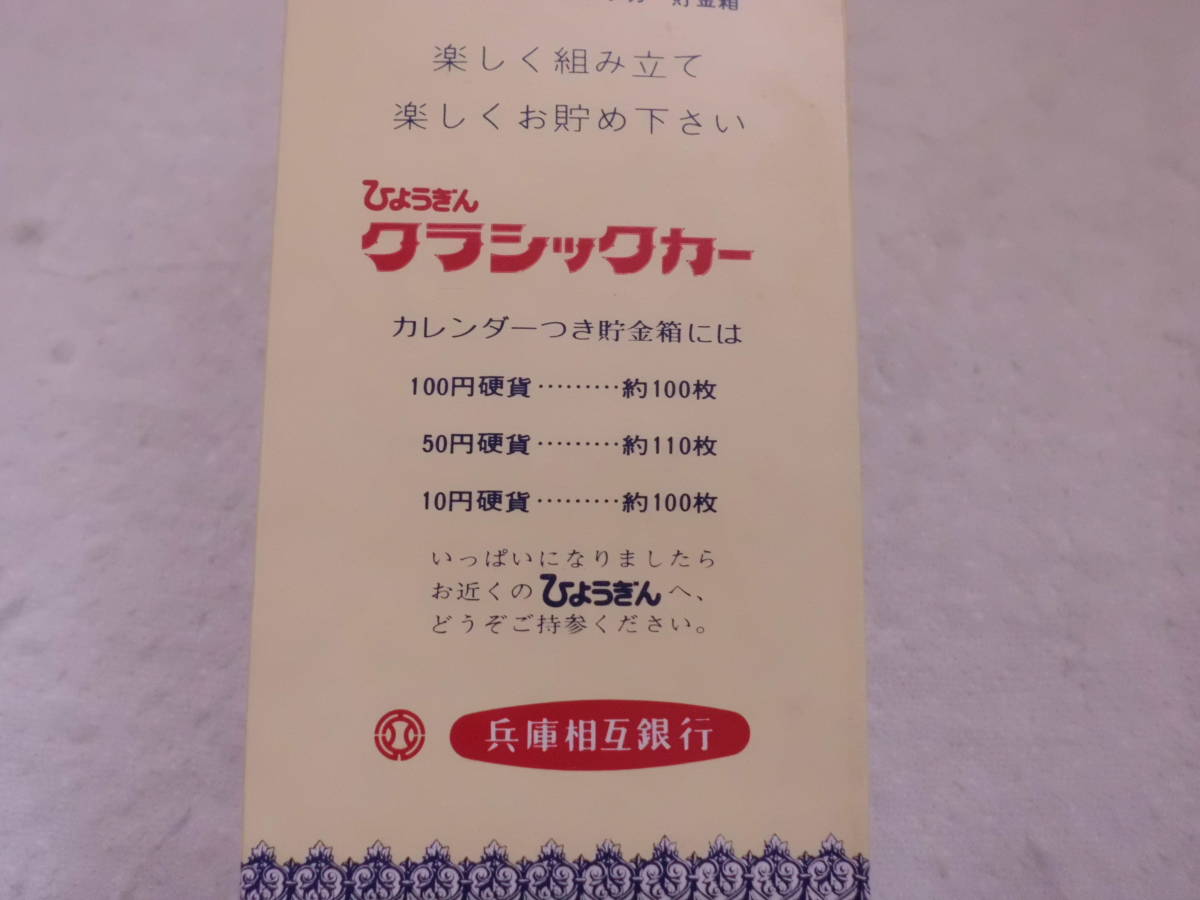 貯金箱
楽しく組み立て
楽しくお貯め下さい
ひょうぎん
クラシックカー
カレンダーつき貯金箱には
100円硬貨………約100枚
50円硬貨………約110枚
10円硬貨………約100枚
いっぱいになりましたら
お近くのひょうぎんへ、
どうぞご持参ください。
兵庫相互銀行